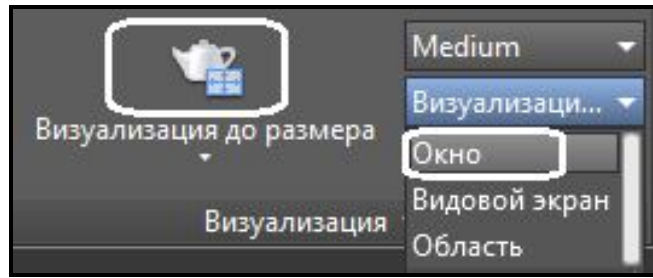 Визуализация до размера
Medium
Визуализаци...
Окно
Видовой экран
Область
Визуализация